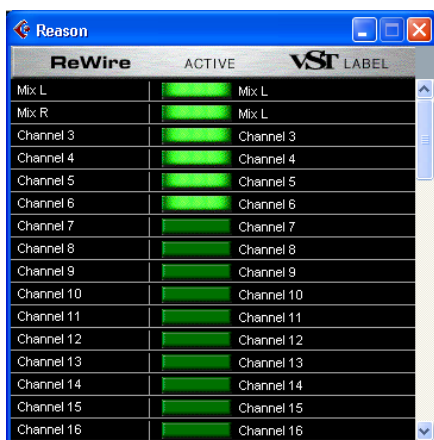 Reason
ReWire ACTIVE VST LABEL
Mix L Mix L
Mix R Mix L
Channel 3 Channel 3
Channel 4 Channel 4
Channel 5 Channel 5
Channel 6 Channel 6
Channel 7 Channel 7
Channel 8 Channel 8
Channel 9 Channel 9
Channel 10 Channel 10
Channel 11 Channel 11
Channel 12 Channel 12
Channel 13 Channel 13
Channel 14 Channel 14
Channel 15 Channel 15
Channel 16 Channel 16